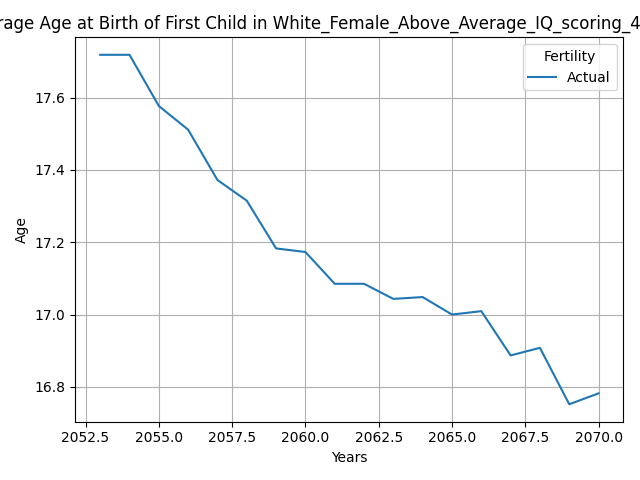 rage Age at Birth of First Child in White_Female_Above_Average_IQ_scoring_4
Fertility
Actual
17.6
17.4
17.2
17.0
16.8
Age
2052.5 2055.0 2057.5 2060.0 2062.5 2065.0 2067.5 2070.0
Years